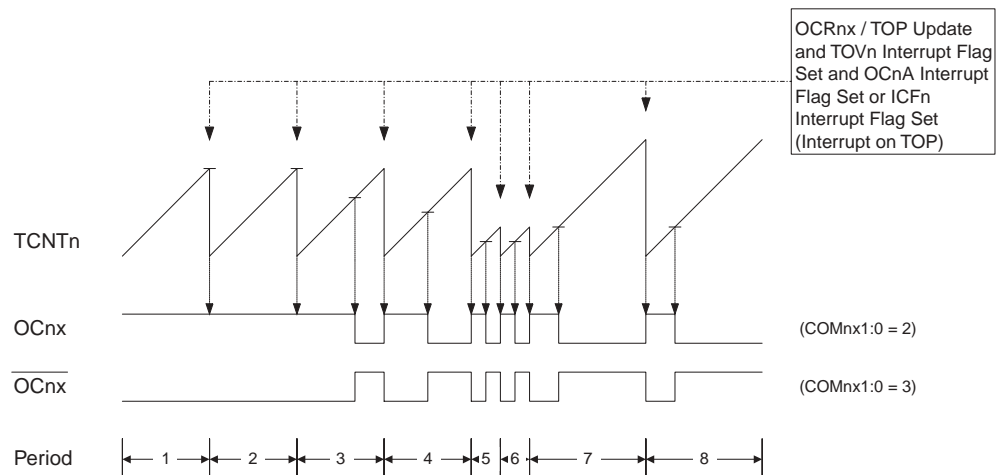 OCRnx / TOP Update
and TOVn Interrupt Flag
Set and OCnA Interrupt
Flag Set or ICFn
Interrupt Flag Set
(Interrupt on TOP)
TCNTn
OCnx
(COMnx1:0 = 2)
OCnx
(COMnx1:0 = 3)
Period 1 2 3 4 5 6 7 8